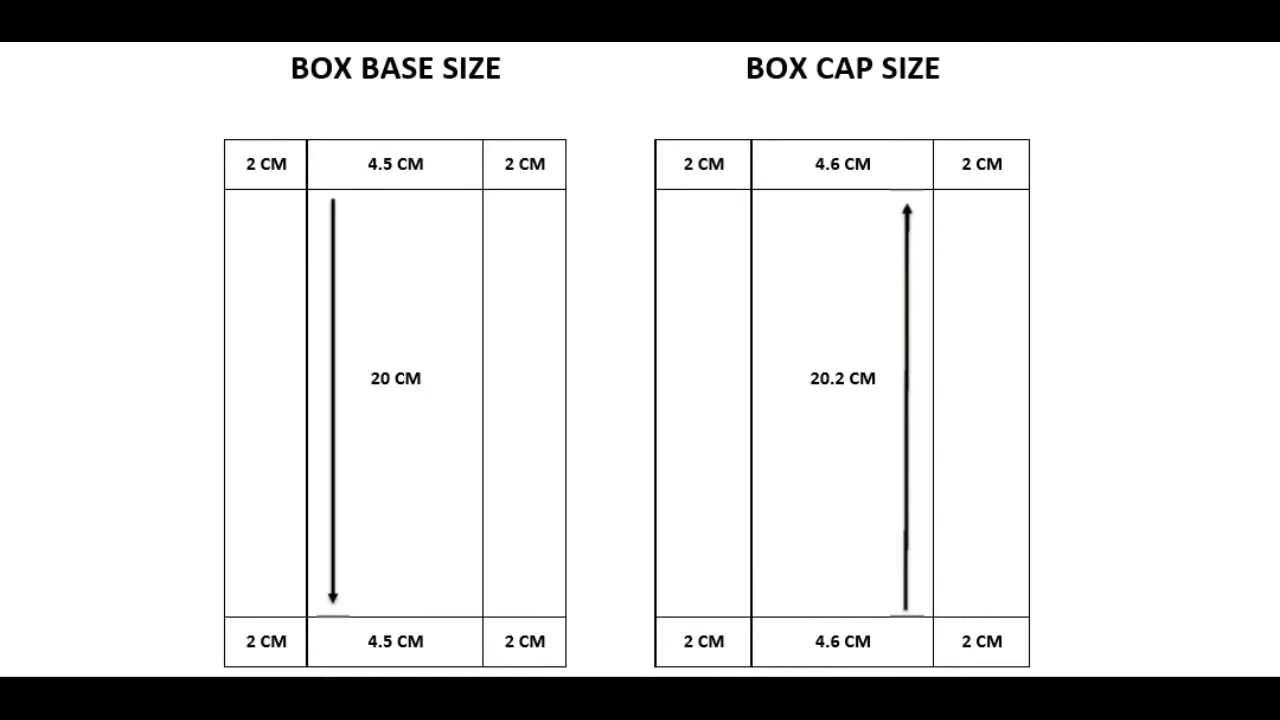 BOX BASE SIZE
BOX CAP SIZE
2 CM 4.5 CM 2 CM
2 CM 4.6 CM 2 CM
20 CM
20.2 CM
2 CM 4.5 CM 2 CM
2 CM 4.6 CM 2 CM